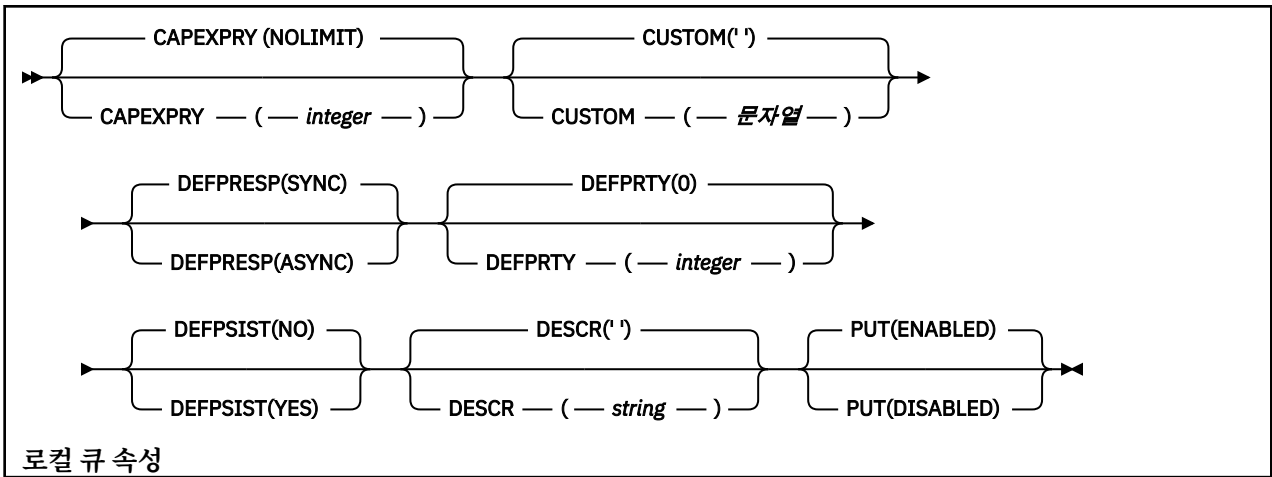 CAPEXPRY (NOLIMIT) CUSTOM(' ')
CAPEXPRY ( integer ) CUSTOM ( 문자열 )
DEFPRESP(SYNC) DEFPRTY(0)
DEFPRESP(ASYNC) DEFPRTY ( integer )
DEFPSIST(NO) DESCR(' ') PUT(ENABLED)
DEFPSIST(YES) DESCR ( string ) PUT(DISABLED)
로컬 큐 속성